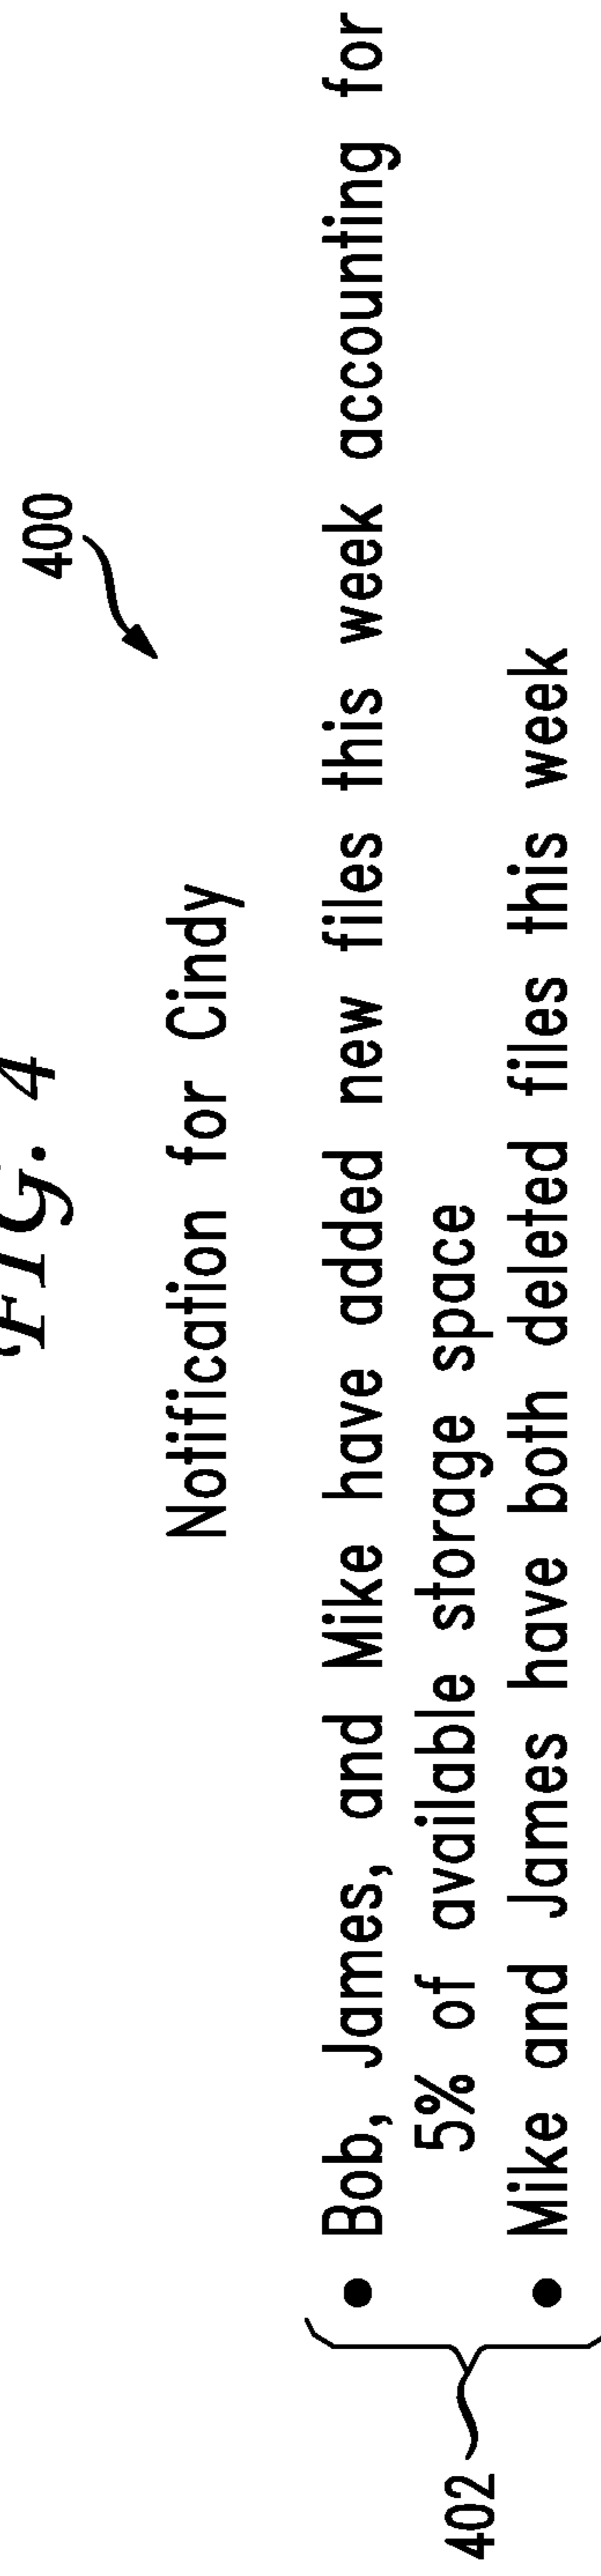 FIG. 4
400
Notification for Cindy
• Bob, James, and Mike have added new files this week accounting for
5% of available storage space
• Mike and James have both deleted files this week
402